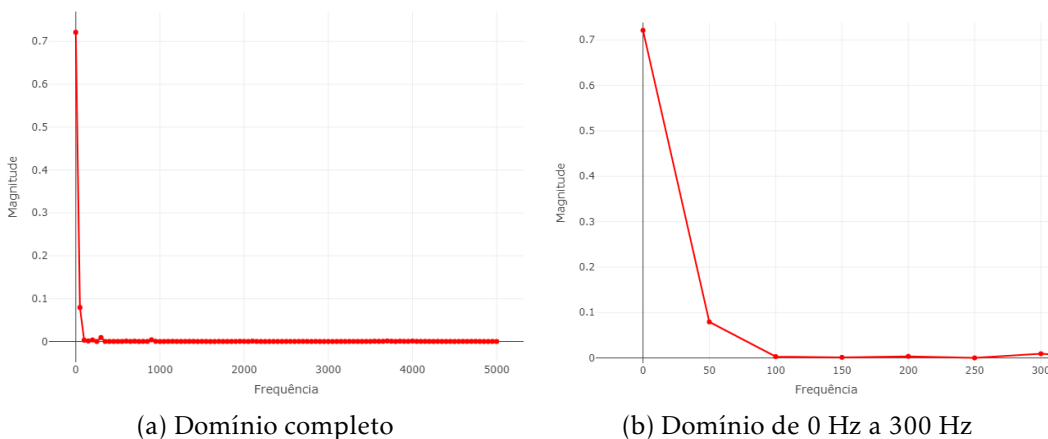 0.7
0.6
0.5
0.4
0.3
0.2
0.1
0
Magnitude
0 1000 2000 3000 4000 5000
Frequência
(a) Domínio completo
0.7
0.6
0.5
0.4
0.3
0.2
0.1
0
Magnitude
0 50 100 150 200 250 300
Frequência
(b) Domínio de 0 Hz a 300 Hz